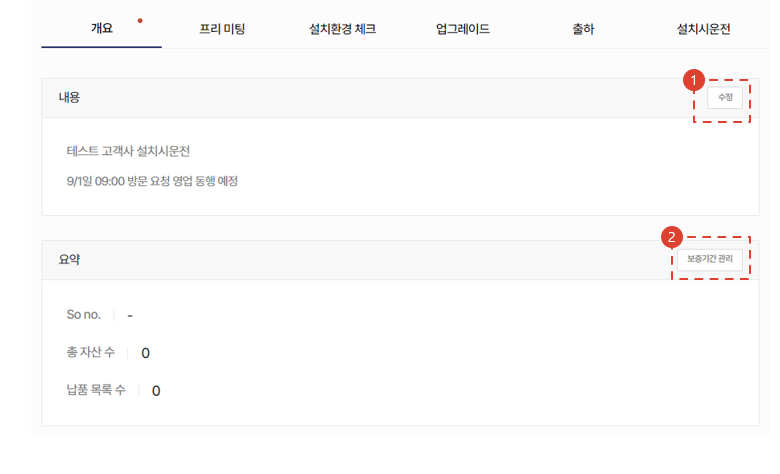 개요 프리 미팅 설치환경 체크 업그레이드 출하 설치시운전
1
내용 수정
테스트 고객사 설치시운전
9/1일 09:00 방문 요청 영업 동행 예정
2
요약 보증기간 관리
So no. -
총 자산 수 0
납품 목록 수 0